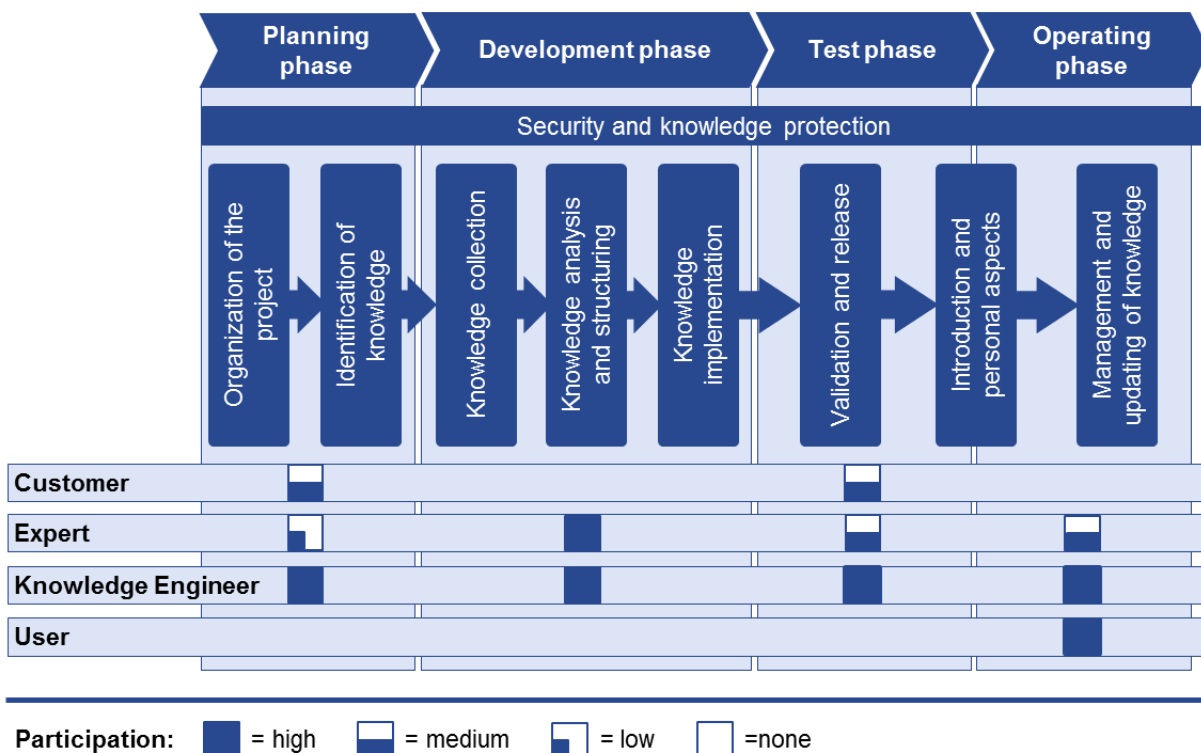 Planning
phase
Development phase
Test phase
Operating
phase
Security and knowledge protection
Organization of the
project
Identification of
knowledge
Knowledge collection
Knowledge analysis
and structuring
Knowledge
implementation
Validation and release
Introduction and
personal aspects
Management and
updating of knowledge
Customer
Expert
Knowledge Engineer
User
Participation: = high = medium = low =none